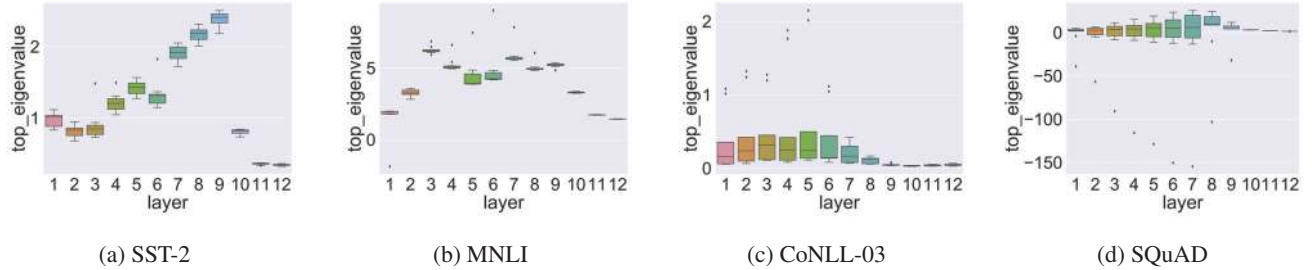 top_eigenvalue
2
1
1 2 3 4 5 6 7 8 9 10 11 12
layer
(a) SST-2
top_eigenvalue
5
0
1 2 3 4 5 6 7 8 9 10 11 12
layer
(b) MNLI
top_eigenvalue
2
1
0
1 2 3 4 5 6 7 8 9 10 11 12
layer
(c) CoNLL-03
top_eigenvalue
0
−50
−100
−150
1 2 3 4 5 6 7 8 9 10 11 12
layer
(d) SQuAD